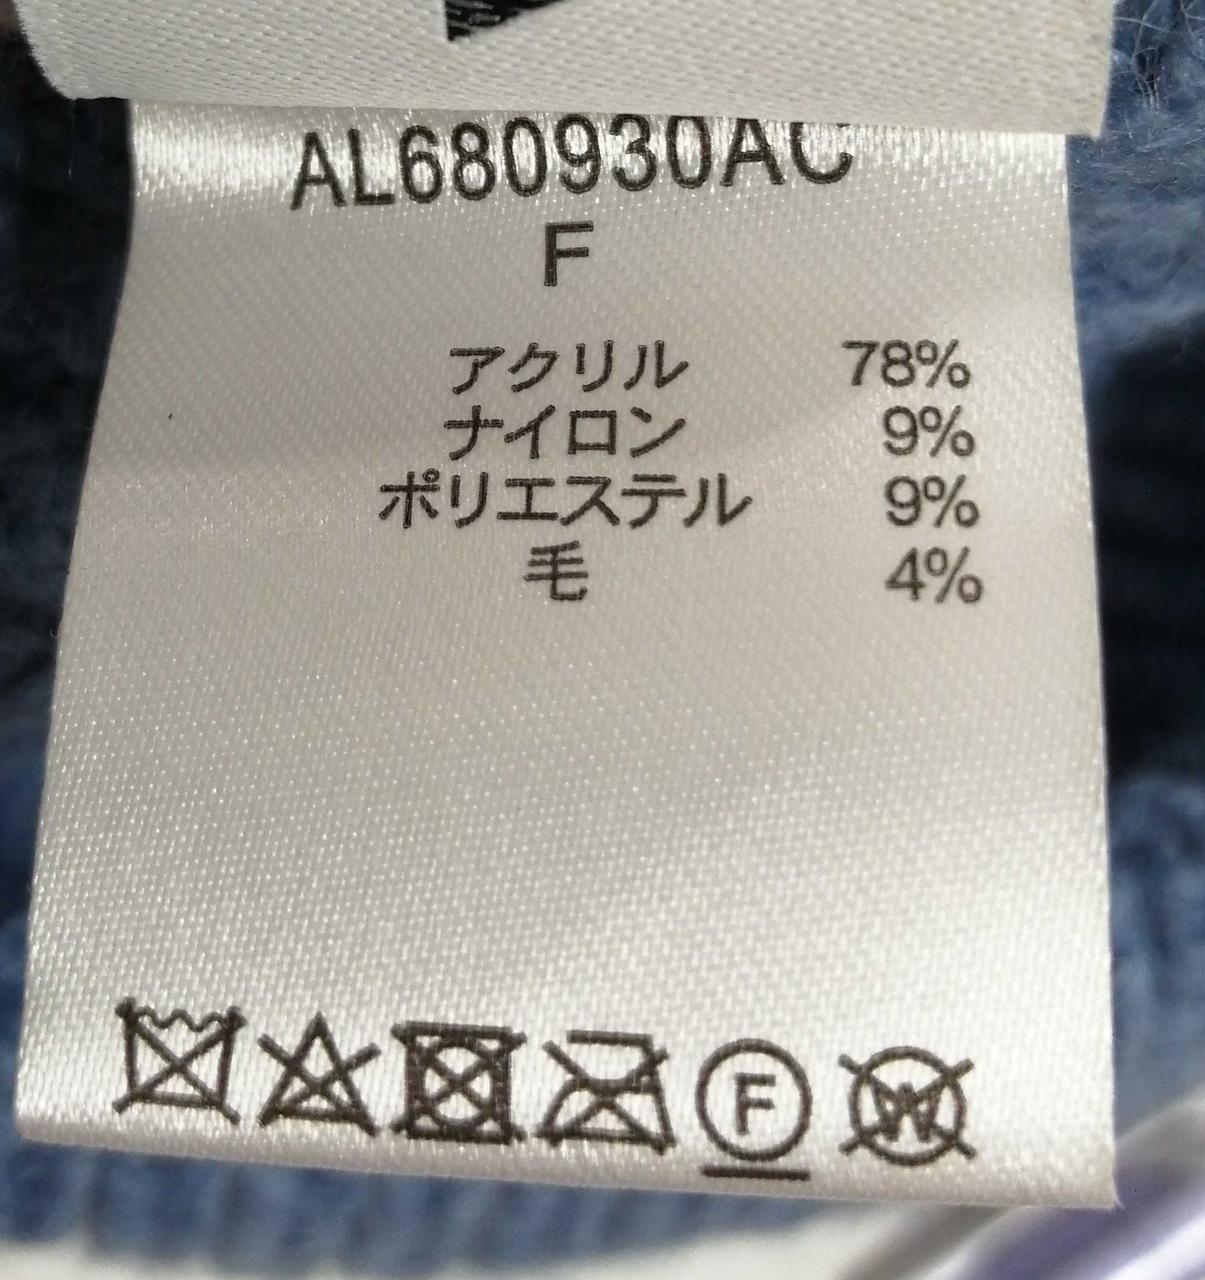 AL680930AC
F
アクリル 78%
ナイロン 9%
ポリエステル 9%
毛 4%
F
W